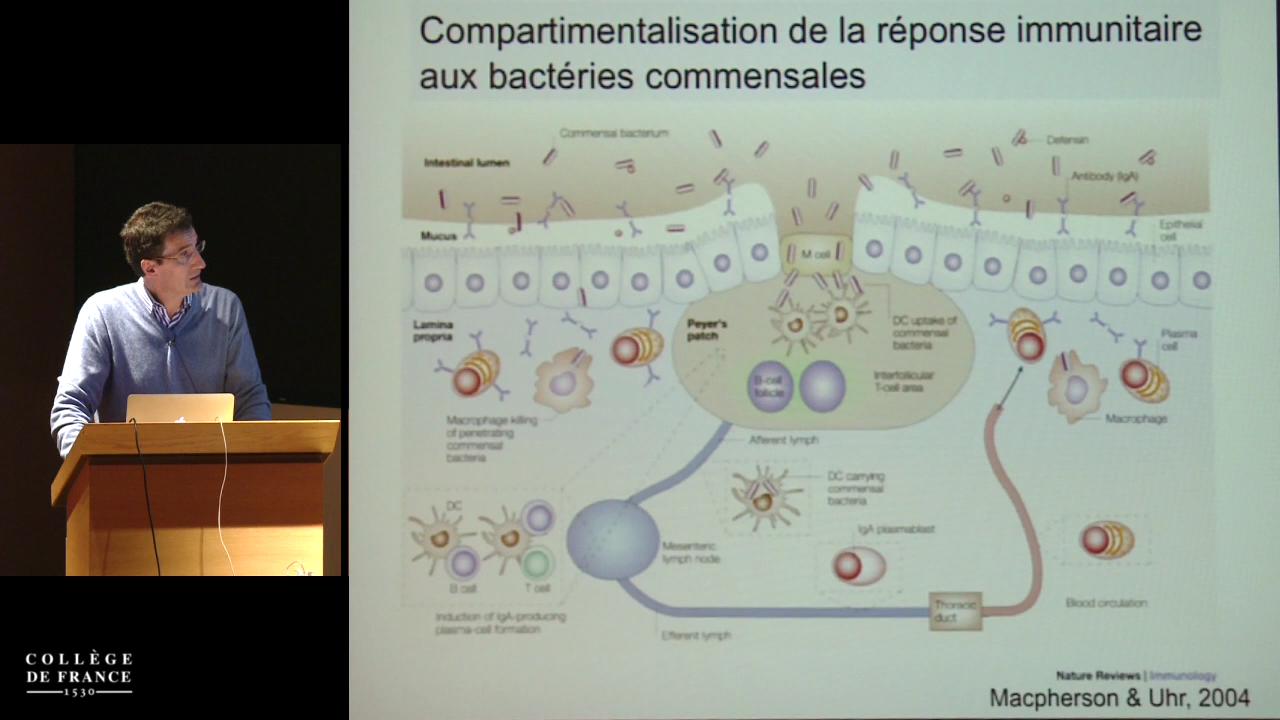 Compartimentalisation de la réponse immunitaire
aux bactéries commensales
Commensal bacterium
Defensin
Intestinal lumen
Antibody (IgA)
Mucus
Epithelial
cell
M cell
Lamina
propria
Peyer's
patch
DC uptake of
commensal
bacteria
Plasma
cell
B-cell
follicle
Interfollicular
T-cell area
Macrophage killing
of penetrating
commensal
bacteria
Macrophage
Afferent lymph
DC carrying
commensal
bacteria
DC
IgA plasmablast
Mesenteric
lymph node
B cell
T cell
Induction of IgA-producing
plasma-cell formation
Efferent lymph
Thoracic
duct
Blood circulation
Nature Reviews | Immunology
Macpherson & Uhr, 2004
COLLÈGE
DE FRANCE
1530